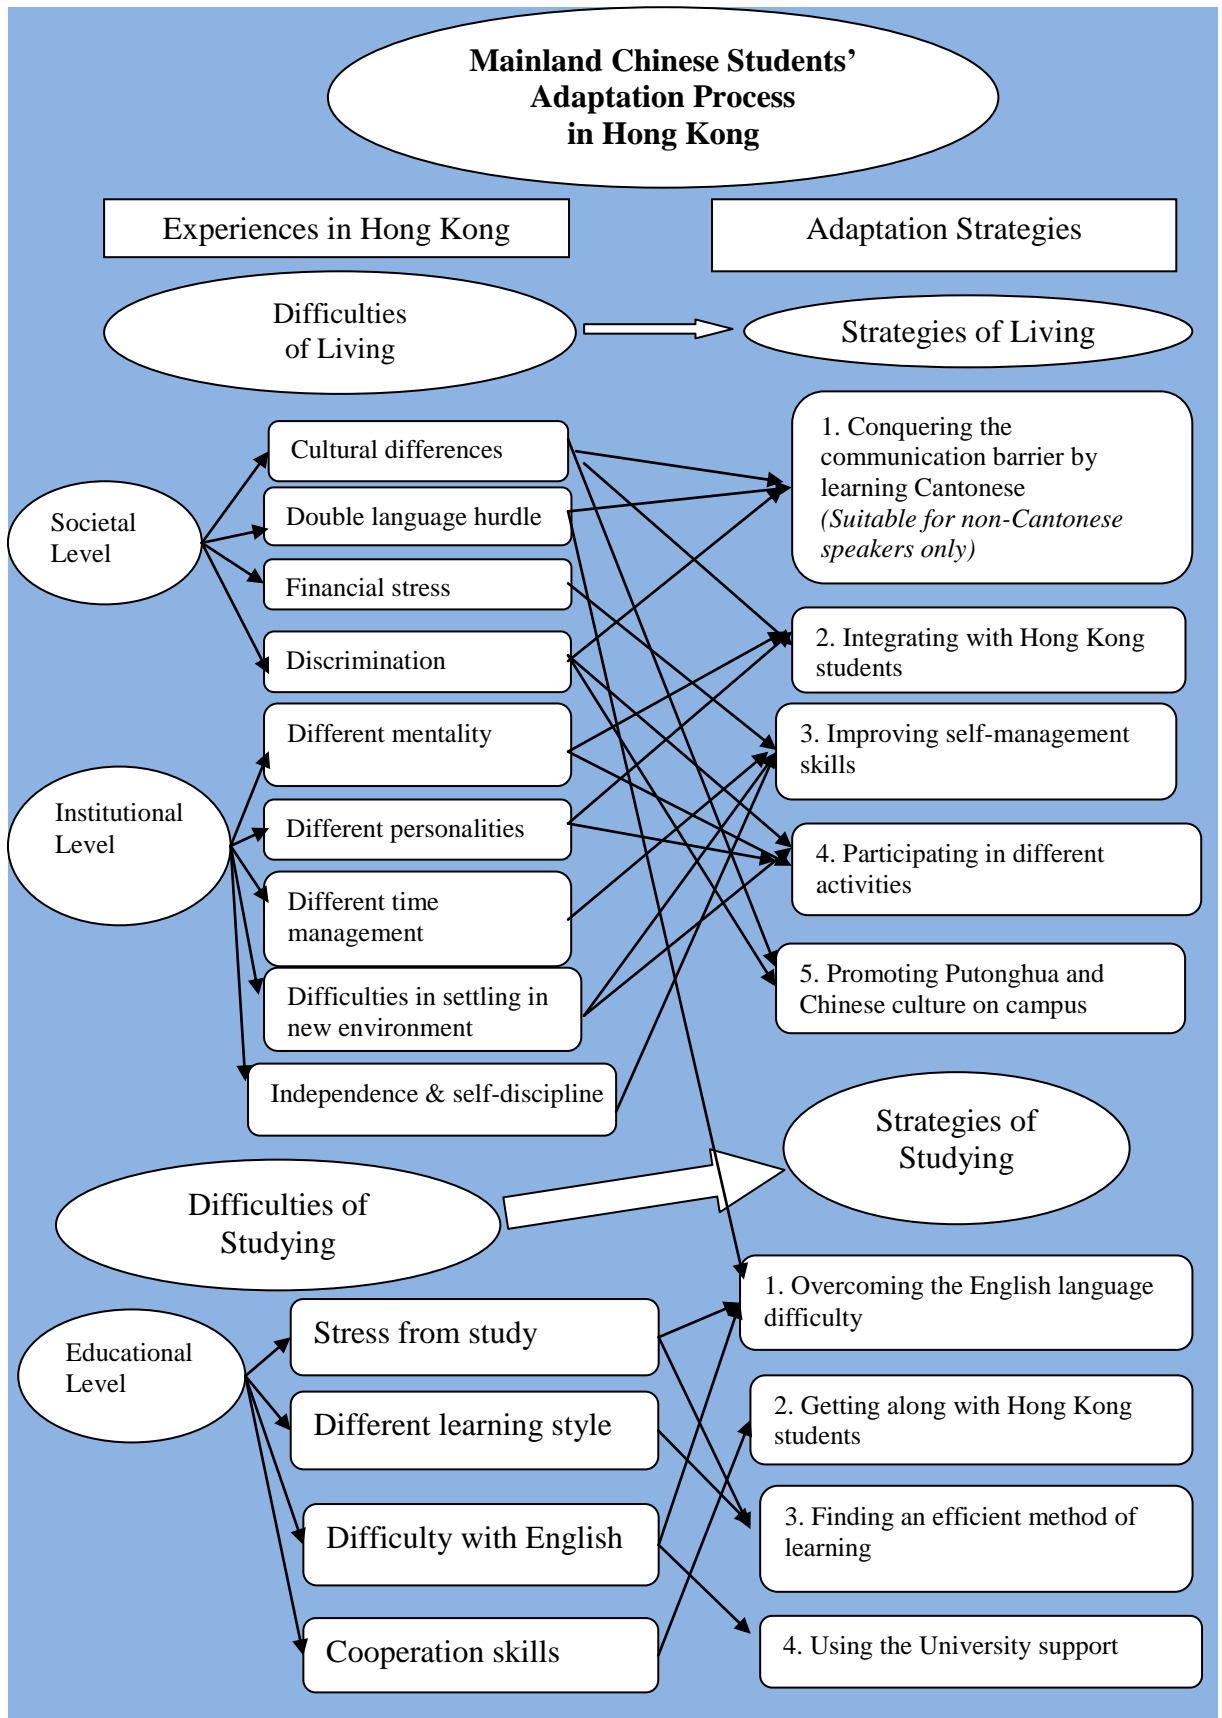 Mainland Chinese Students’
Adaptation Process
in Hong Kong
Experiences in Hong Kong
Adaptation Strategies
Difficulties
of Living
Strategies of Living
Societal
Level
Cultural differences
Double language hurdle
Financial stress
Discrimination
1. Conquering the
communication barrier by
learning Cantonese
(Suitable for non-Cantonese
speakers only)
2. Integrating with Hong Kong
students
3. Improving self-management
skills
4. Participating in different
activities
5. Promoting Putonghua and
Chinese culture on campus
Institutional
Level
Different mentality
Different personalities
Different time
management
Difficulties in settling in
new environment
Independence & self-discipline
Difficulties of
Studying
Strategies of
Studying
Educational
Level
Stress from study
Different learning style
Difficulty with English
Cooperation skills
1. Overcoming the English language
difficulty
2. Getting along with Hong Kong
students
3. Finding an efficient method of
learning
4. Using the University support